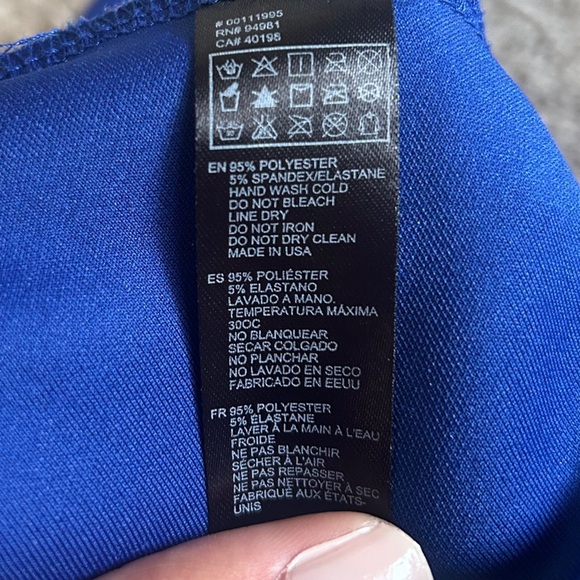 # 00111995
RN# 94981
CA# 40198
EN 95% POLYESTER
5% SPANDEX/ELASTANE
HAND WASH COLD
DO NOT BLEACH
LINE DRY
DO NOT IRON
DO NOT DRY CLEAN
MADE IN USA
ES 95% POLIÉSTER
5% ELASTANO
LAVADO A MANO.
TEMPERATURA MÁXIMA
30OC
NO BLANQUEAR
SECAR COLGADO
NO PLANCHAR
NO LAVADO EN SECO
FABRICADO EN EEUU
FR 95% POLYESTER
5% ÉLASTANE
LAVER À LA MAIN À L'EAU
FROIDE
NE PAS BLANCHIR
SÉCHER À L'AIR
NE PAS REPASSER
NE PAS NETTOYER À SEC
FABRIQUÉ AUX ÉTATS-
UNIS